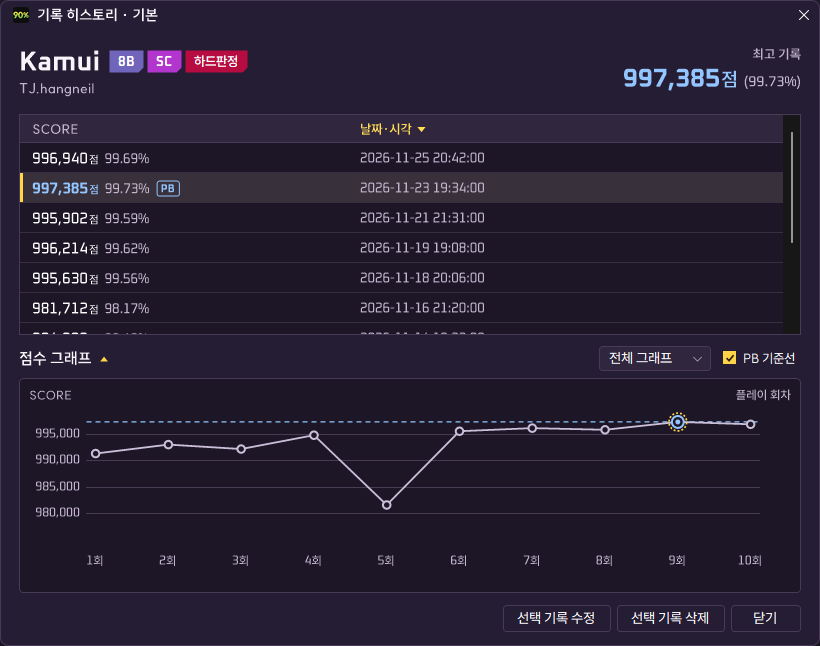 90% 기록 히스토리 · 기본
Kamui 8B SC 하드판정
TJ.hangneil
최고 기록
997,385점 (99.73%)
SCORE 날짜·시각
996,940점 99.69% 2026-11-25 20:42:00
997,385점 99.73% PB 2026-11-23 19:34:00
995,902점 99.59% 2026-11-21 21:31:00
996,214점 99.62% 2026-11-19 19:08:00
995,630점 99.56% 2026-11-18 20:06:00
981,712점 98.17% 2026-11-16 21:20:00
점수 그래프
전체 그래프 PB 기준선
SCORE 플레이 회차
995,000
990,000
985,000
980,000
1회 2회 3회 4회 5회 6회 7회 8회 9회 10회
선택 기록 수정 선택 기록 삭제 닫기